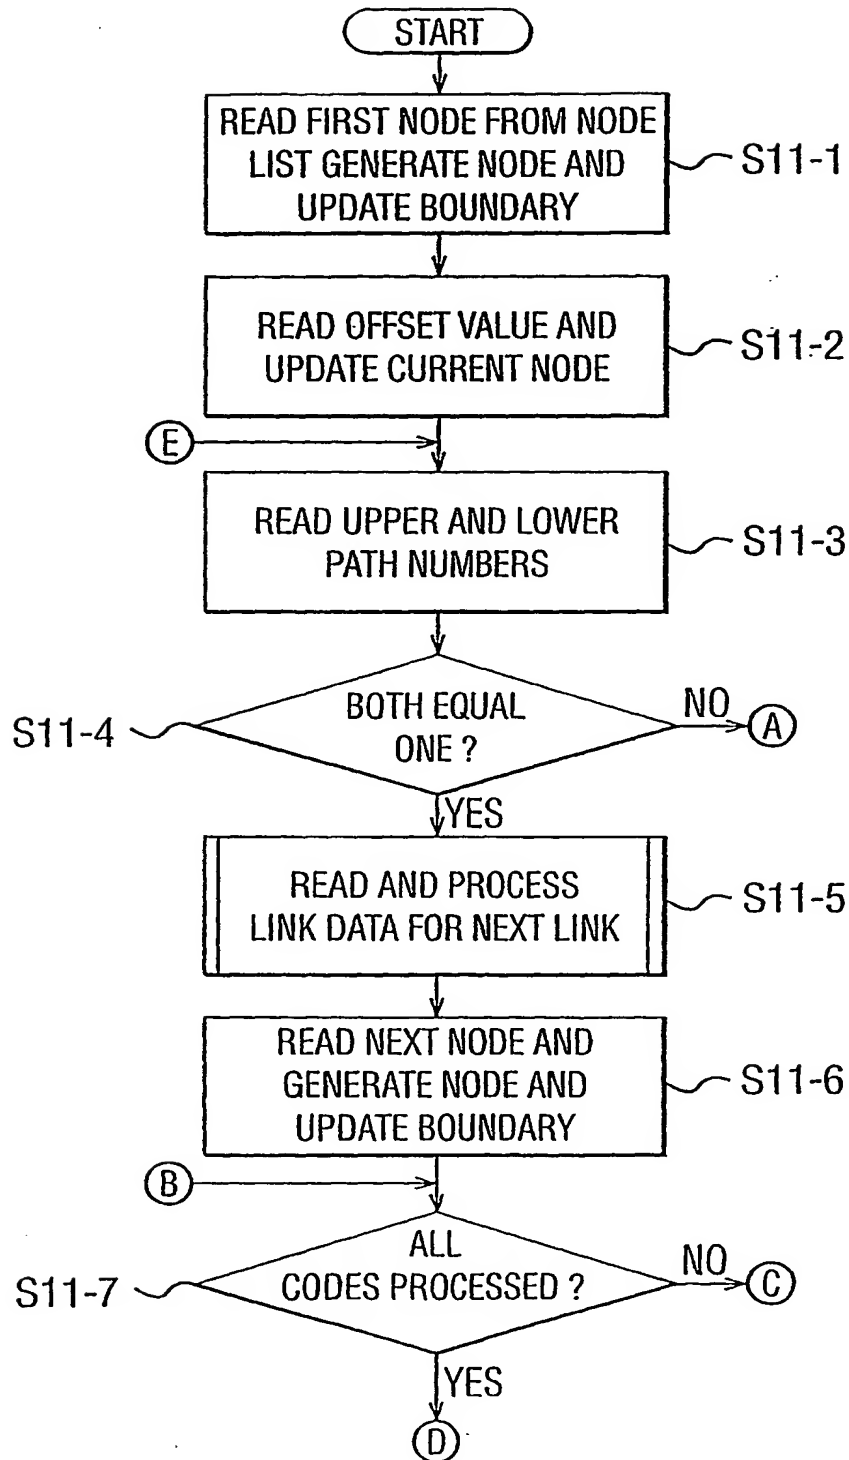 START
READ FIRST NODE FROM NODE
LIST GENERATE NODE AND
UPDATE BOUNDARY
S11-1
READ OFFSET VALUE AND
UPDATE CURRENT NODE
S11-2
E
READ UPPER AND LOWER
PATH NUMBERS
S11-3
S11-4
BOTH EQUAL
ONE ?
NO
A
YES
READ AND PROCESS
LINK DATA FOR NEXT LINK
S11-5
READ NEXT NODE AND
GENERATE NODE AND
UPDATE BOUNDARY
S11-6
B
S11-7
ALL
CODES PROCESSED ?
NO
C
YES
D